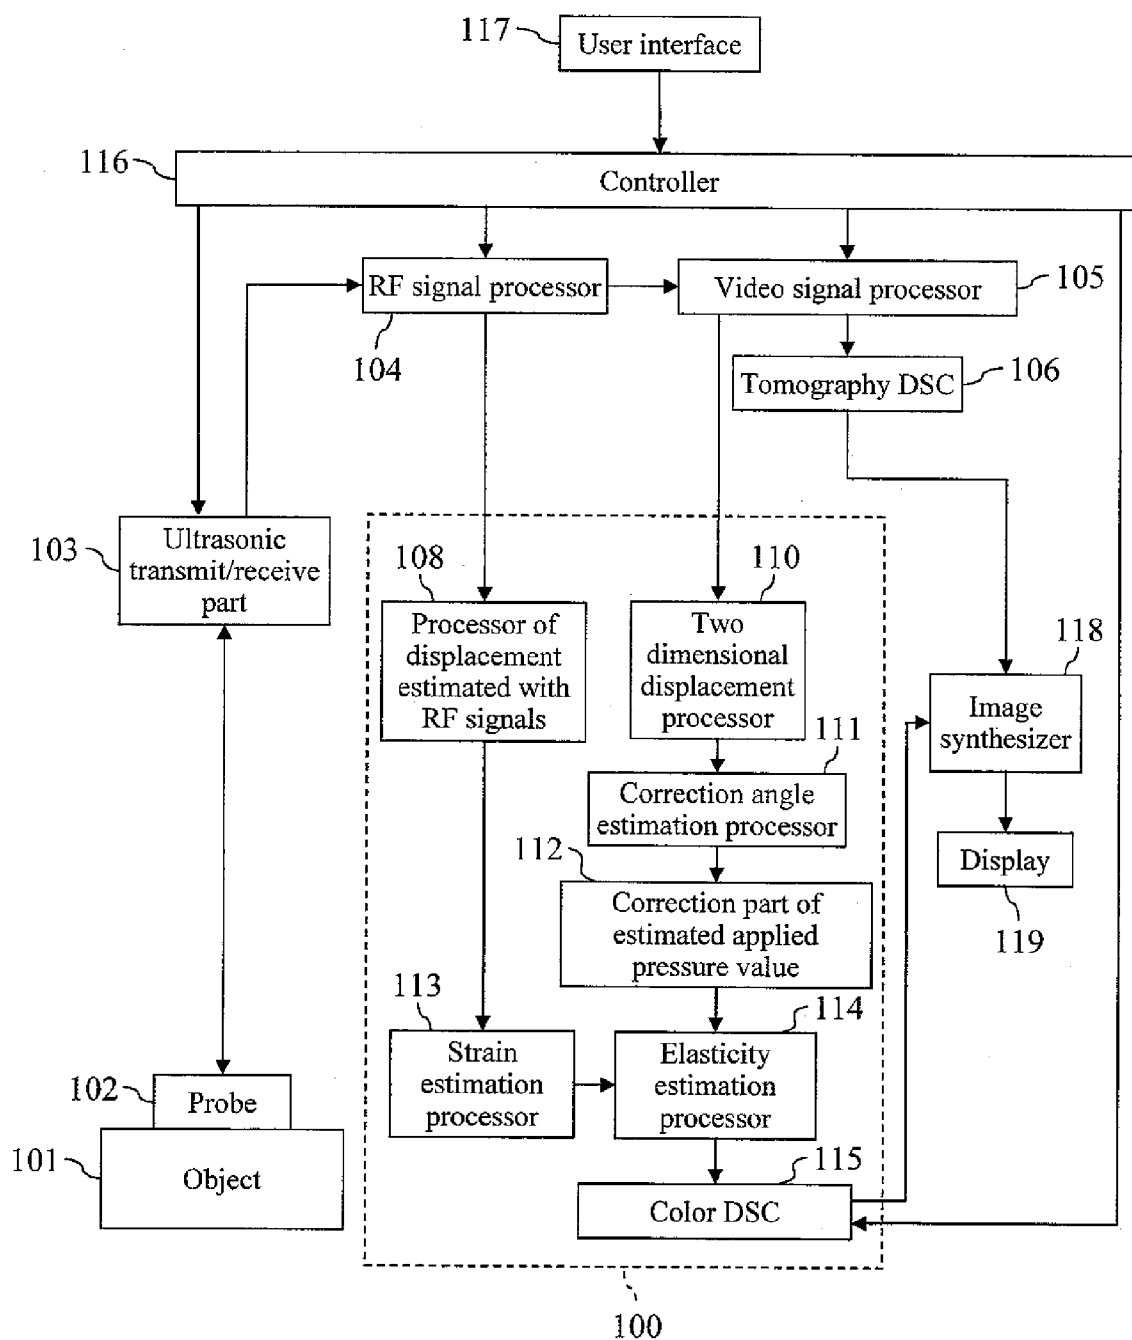 117
User interface
116
Controller
RF signal processor
Video signal processor
105
104
Tomography DSC
106
103
Ultrasonic
transmit/receive
part
108
110
Processor of
displacement
estimated with
RF signals
Two
dimensional
displacement
processor
118
Image
synthesizer
111
Correction angle
estimation processor
112
Display
119
Correction part of
estimated applied
pressure value
113
114
Strain
estimation
processor
Elasticity
estimation
processor
102
Probe
101
Object
115
Color DSC
100